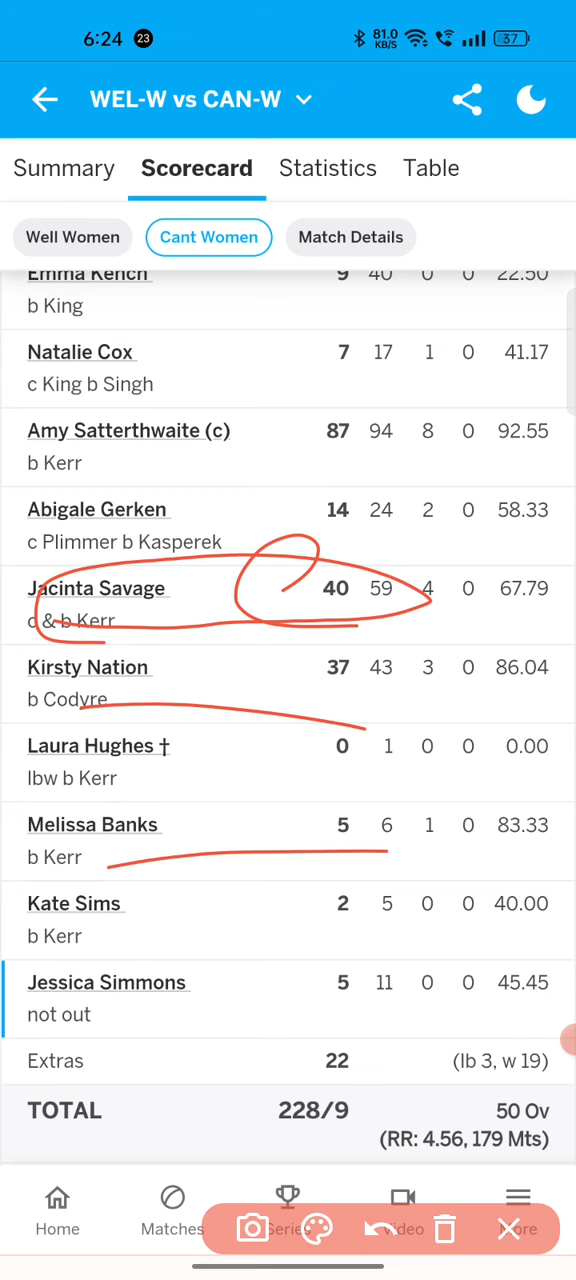 6:24 23 81.0 KB/S 37
WEL-W vs CAN-W
Summary Scorecard Statistics Table
Well Women Cant Women Match Details
Emma Kench 9 40 0 0 22.50
b King
Natalie Cox 7 17 1 0 41.17
c King b Singh
Amy Satterthwaite (c) 87 94 8 0 92.55
b Kerr
Abigale Gerken 14 24 2 0 58.33
c Plimmer b Kasperek
Jacinta Savage 40 59 4 0 67.79
c & b Kerr
Kirsty Nation 37 43 3 0 86.04
b Codyre
Laura Hughes † 0 1 0 0 0.00
lbw b Kerr
Melissa Banks 5 6 1 0 83.33
b Kerr
Kate Sims 2 5 0 0 40.00
b Kerr
Jessica Simmons 5 11 0 0 45.45
not out
Extras 22 (lb 3, w 19)
TOTAL 228/9 50 Ov
(RR: 4.56, 179 Mts)
Home Matches Series Video More